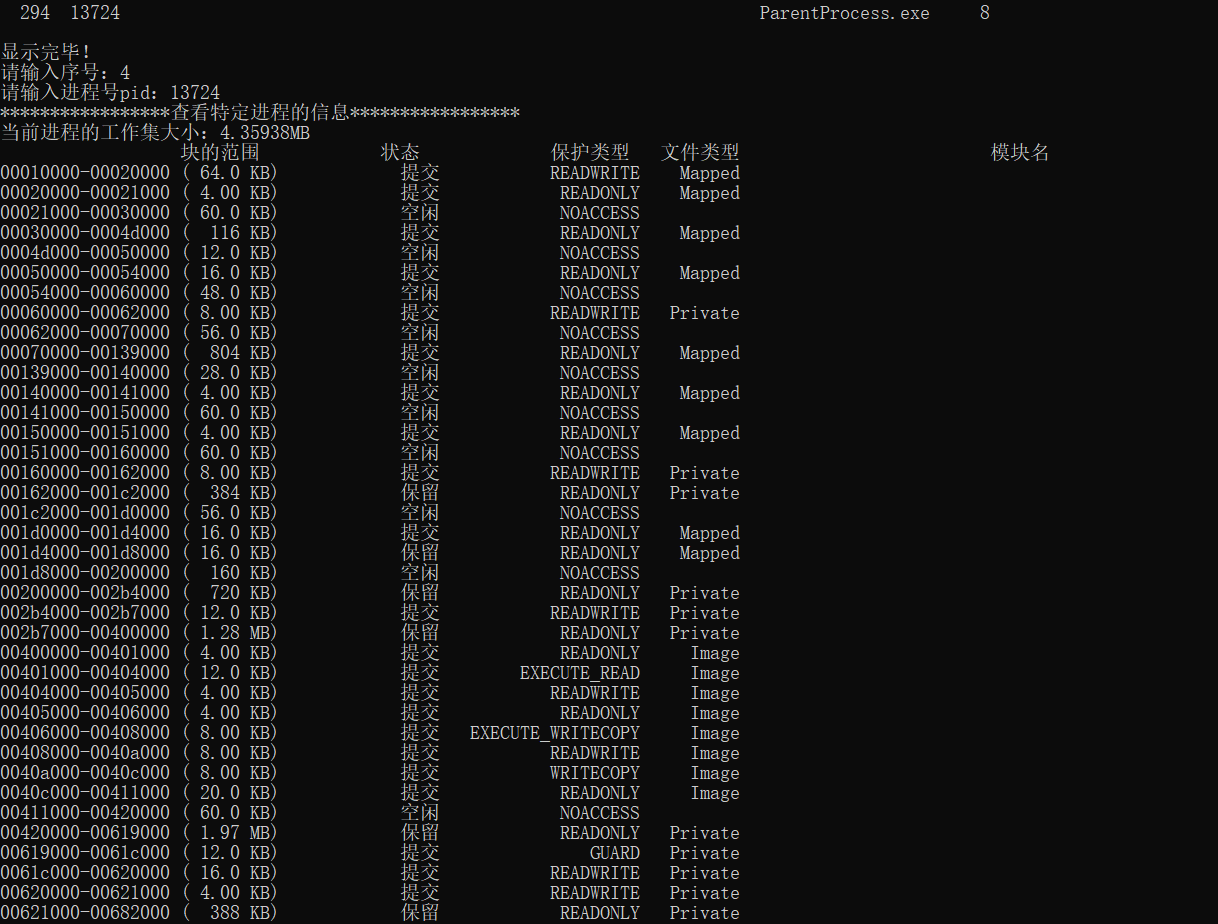 294 13724 ParentProcess.exe 8
显示完毕!
请输入序号: 4
请输入进程号pid: 13724
*****************查看特定进程的信息*****************
当前进程的工作集大小: 4.35938MB
块的范围 状态 保护类型 文件类型 模块名
00010000-00020000 ( 64.0 KB) 提交 READWRITE Mapped
00020000-00021000 ( 4.00 KB) 提交 READONLY Mapped
00021000-00030000 ( 60.0 KB) 空闲 NOACCESS
00030000-0004d000 ( 116 KB) 提交 READONLY Mapped
0004d000-00050000 ( 12.0 KB) 空闲 NOACCESS
00050000-00054000 ( 16.0 KB) 提交 READONLY Mapped
00054000-00060000 ( 48.0 KB) 空闲 NOACCESS
00060000-00062000 ( 8.00 KB) 提交 READWRITE Private
00062000-00070000 ( 56.0 KB) 空闲 NOACCESS
00070000-00139000 ( 804 KB) 提交 READONLY Mapped
00139000-00140000 ( 28.0 KB) 空闲 NOACCESS
00140000-00141000 ( 4.00 KB) 提交 READONLY Mapped
00141000-00150000 ( 60.0 KB) 空闲 NOACCESS
00150000-00151000 ( 4.00 KB) 提交 READONLY Mapped
00151000-00160000 ( 60.0 KB) 空闲 NOACCESS
00160000-00162000 ( 8.00 KB) 提交 READWRITE Private
00162000-001c2000 ( 384 KB) 保留 READONLY Private
001c2000-001d0000 ( 56.0 KB) 空闲 NOACCESS
001d0000-001d4000 ( 16.0 KB) 提交 READONLY Mapped
001d4000-001d8000 ( 16.0 KB) 保留 READONLY Mapped
001d8000-00200000 ( 160 KB) 空闲 NOACCESS
00200000-002b4000 ( 720 KB) 保留 READONLY Private
002b4000-002b7000 ( 12.0 KB) 提交 READWRITE Private
002b7000-00400000 ( 1.28 MB) 保留 READONLY Private
00400000-00401000 ( 4.00 KB) 提交 READONLY Image
00401000-00404000 ( 12.0 KB) 提交 EXECUTE_READ Image
00404000-00405000 ( 4.00 KB) 提交 READWRITE Image
00405000-00406000 ( 4.00 KB) 提交 READONLY Image
00406000-00408000 ( 8.00 KB) 提交 EXECUTE_WRITECOPY Image
00408000-0040a000 ( 8.00 KB) 提交 READWRITE Image
0040a000-0040c000 ( 8.00 KB) 提交 WRITECOPY Image
0040c000-00411000 ( 20.0 KB) 提交 READONLY Image
00411000-00420000 ( 60.0 KB) 空闲 NOACCESS
00420000-00619000 ( 1.97 MB) 保留 READONLY Private
00619000-0061c000 ( 12.0 KB) 提交 GUARD Private
0061c000-00620000 ( 16.0 KB) 提交 READWRITE Private
00620000-00621000 ( 4.00 KB) 提交 READWRITE Private
00621000-00682000 ( 388 KB) 保留 READONLY Private